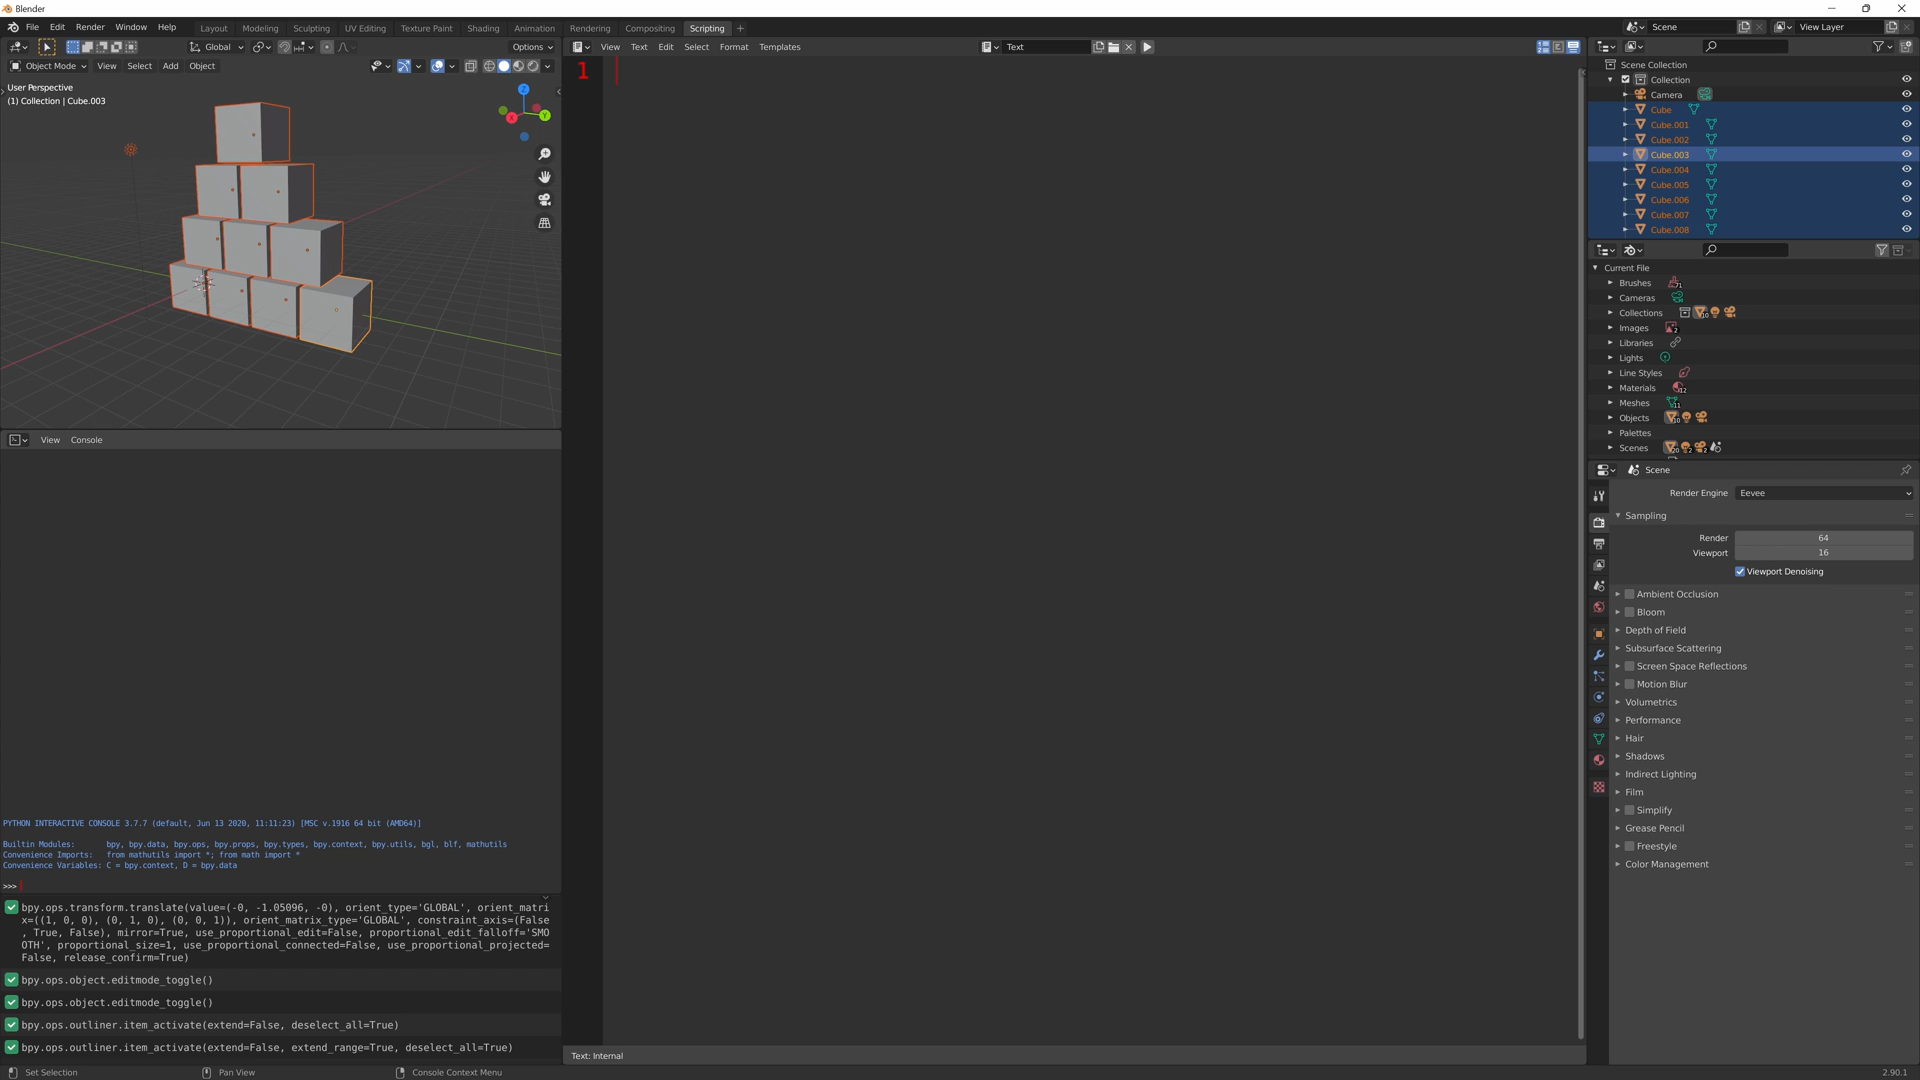 Blender
File Edit Render Window Help
Layout Modeling Sculpting UV Editing Texture Paint Shading Animation Rendering Compositing Scripting +
Scene
View Layer
Global
Options
View Text Edit Select Format Templates
Text
Object Mode View Select Add Object
User Perspective
(1) Collection | Cube.003
Z
X
Y
1
Scene Collection
Collection
Camera
Cube
Cube.001
Cube.002
Cube.003
Cube.004
Cube.005
Cube.006
Cube.007
Cube.008
Current File
Brushes 71
Cameras
Collections 10
Images 2
Libraries
Lights
Line Styles
Materials 12
Meshes 11
Objects 10
Palettes
Scenes 20 2 2
View Console
PYTHON INTERACTIVE CONSOLE 3.7.7 (default, Jun 13 2020, 11:11:23) [MSC v.1916 64 bit (AMD64)]
Builtin Modules: bpy, bpy.data, bpy.ops, bpy.props, bpy.types, bpy.context, bpy.utils, bgl, blf, mathutils
Convenience Imports: from mathutils import *; from math import *
Convenience Variables: C = bpy.context, D = bpy.data
>>>
bpy.ops.transform.translate(value=(-0, -1.05096, -0), orient_type='GLOBAL', orient_matri
x=((1, 0, 0), (0, 1, 0), (0, 0, 1)), orient_matrix_type='GLOBAL', constraint_axis=(False
, True, False), mirror=True, use_proportional_edit=False, proportional_edit_falloff='SMO
OTH', proportional_size=1, use_proportional_connected=False, use_proportional_projected=
False, release_confirm=True)
bpy.ops.object.editmode_toggle()
bpy.ops.object.editmode_toggle()
bpy.ops.outliner.item_activate(extend=False, deselect_all=True)
bpy.ops.outliner.item_activate(extend=False, extend_range=True, deselect_all=True)
Text: Internal
Scene
Render Engine Eevee
Sampling
Render 64
Viewport 16
Viewport Denoising
Ambient Occlusion
Bloom
Depth of Field
Subsurface Scattering
Screen Space Reflections
Motion Blur
Volumetrics
Performance
Hair
Shadows
Indirect Lighting
Film
Simplify
Grease Pencil
Freestyle
Color Management
Set Selection
Pan View
Console Context Menu
2.90.1